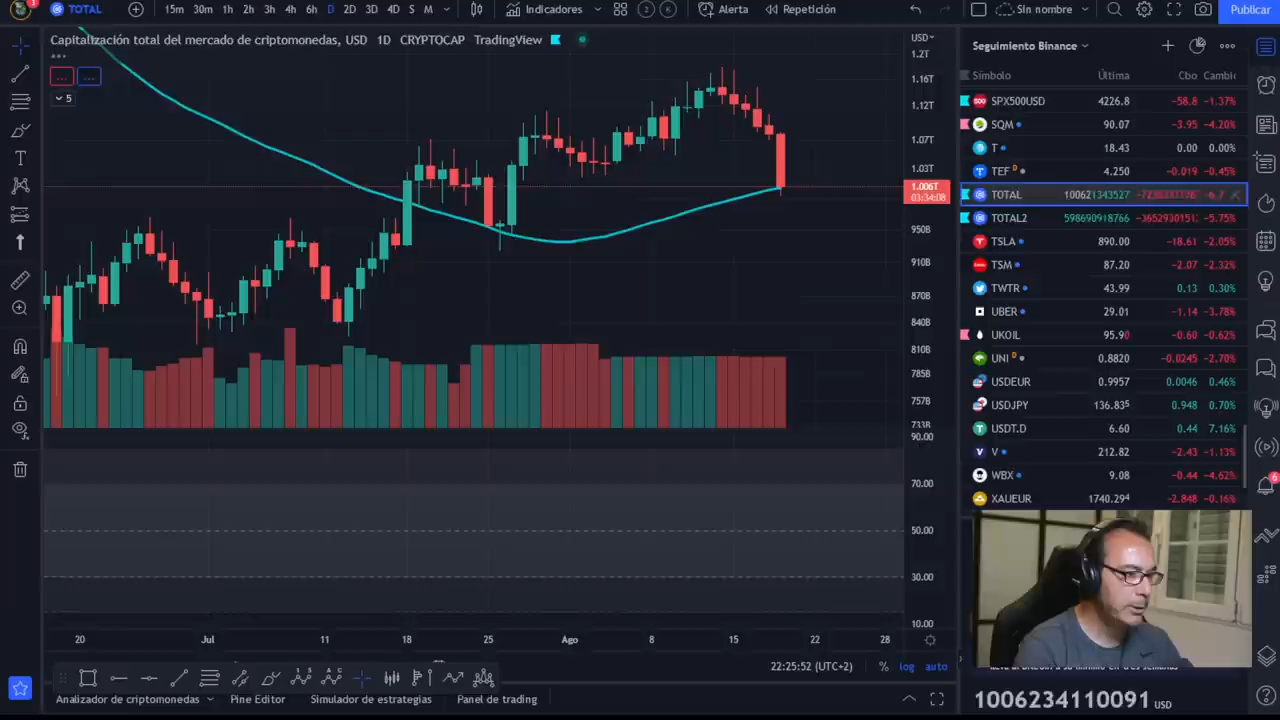 TOTAL 15m 30m 1h 2h 3h 4h 6h D 2D 3D 4D S M Indicadores 2 3 Alerta Repetición Sin nombre Publicar
Capitalización total del mercado de criptomonedas, USD 1D CRYPTOCAP TradingView
5
USD
1.2T
1.16T
1.12T
1.07T
1.03T
1.006T
03:34:08
950B
910B
870B
840B
810B
785B
757B
733B
90.00
70.00
50.00
30.00
10.00
20 Jul 11 18 25 Ago 8 15 22 28
22:25:52 (UTC+2) % log auto
Analizador de criptomonedas Pine Editor Simulador de estrategias Panel de trading
Seguimiento Binance
Símbolo Última Cbo Cambi
SPX500USD 4226.8 −58.8 −1.37%
SQM 90.07 −3.95 −4.20%
T 18.43 0.00 0.00%
TEF D 4.250 −0.019 −0.45%
TOTAL 100621343527
TOTAL2 598690918766 −3652930151 −5.75%
TSLA 890.00 −18.61 −2.05%
TSM 87.20 −2.07 −2.32%
TWTR 43.99 0.13 0.30%
UBER 29.01 −1.14 −3.78%
UKOIL 95.90 −0.60 −0.62%
UNI D 0.8820 −0.0245 −2.70%
USDEUR 0.9957 0.0046 0.46%
USDJPY 136.835 0.948 0.70%
USDT.D 6.60 0.44 7.16%
V 212.82 −2.43 −1.13%
WBX 9.08 −0.44 −4.62%
XAUEUR 1740.294 −2.848 −0.16%
1006234110091 USD